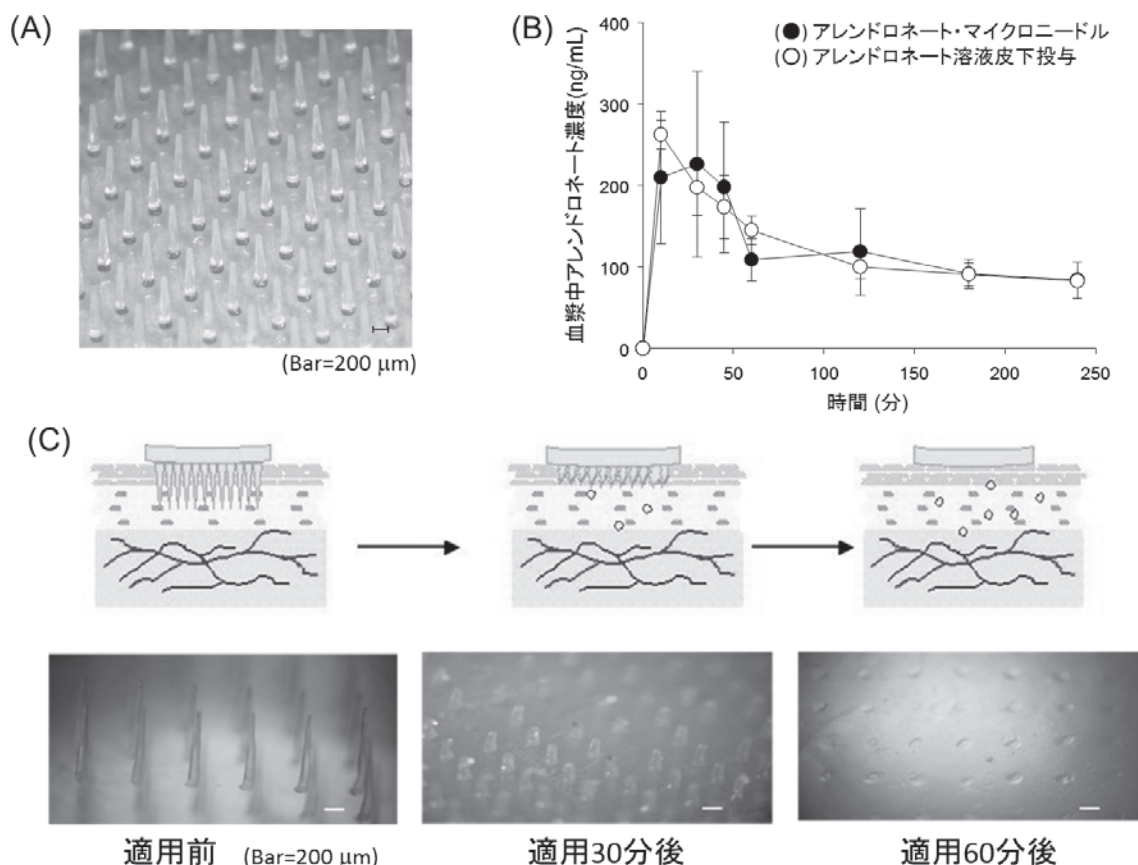 (A)
(Bar=200 μm)
(B)
400
300
200
100
0
血漿中アレンドロネート濃度(ng/mL)
(●) アレンドロネート・マイクロニードル
(○) アレンドロネート溶液皮下投与
0 50 100 150 200 250
時間 (分)
(C)
適用前 (Bar=200 μm)
適用30分後
適用60分後